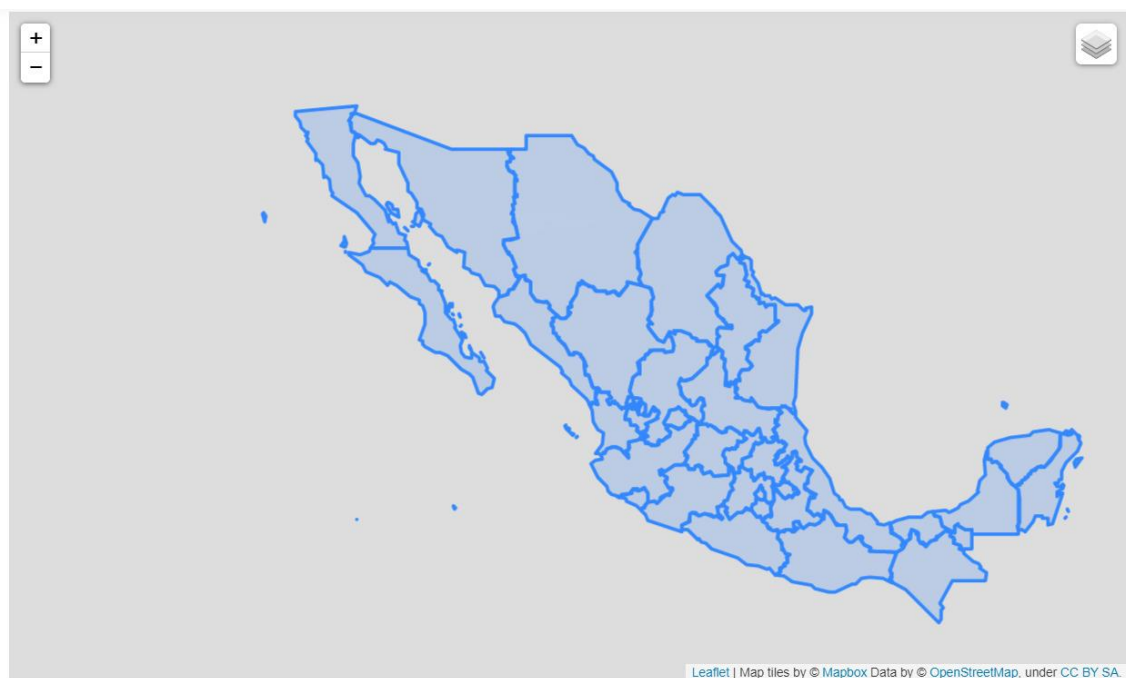 +
−
Leaflet | Map tiles by © Mapbox Data by © OpenStreetMap, under CC BY SA.